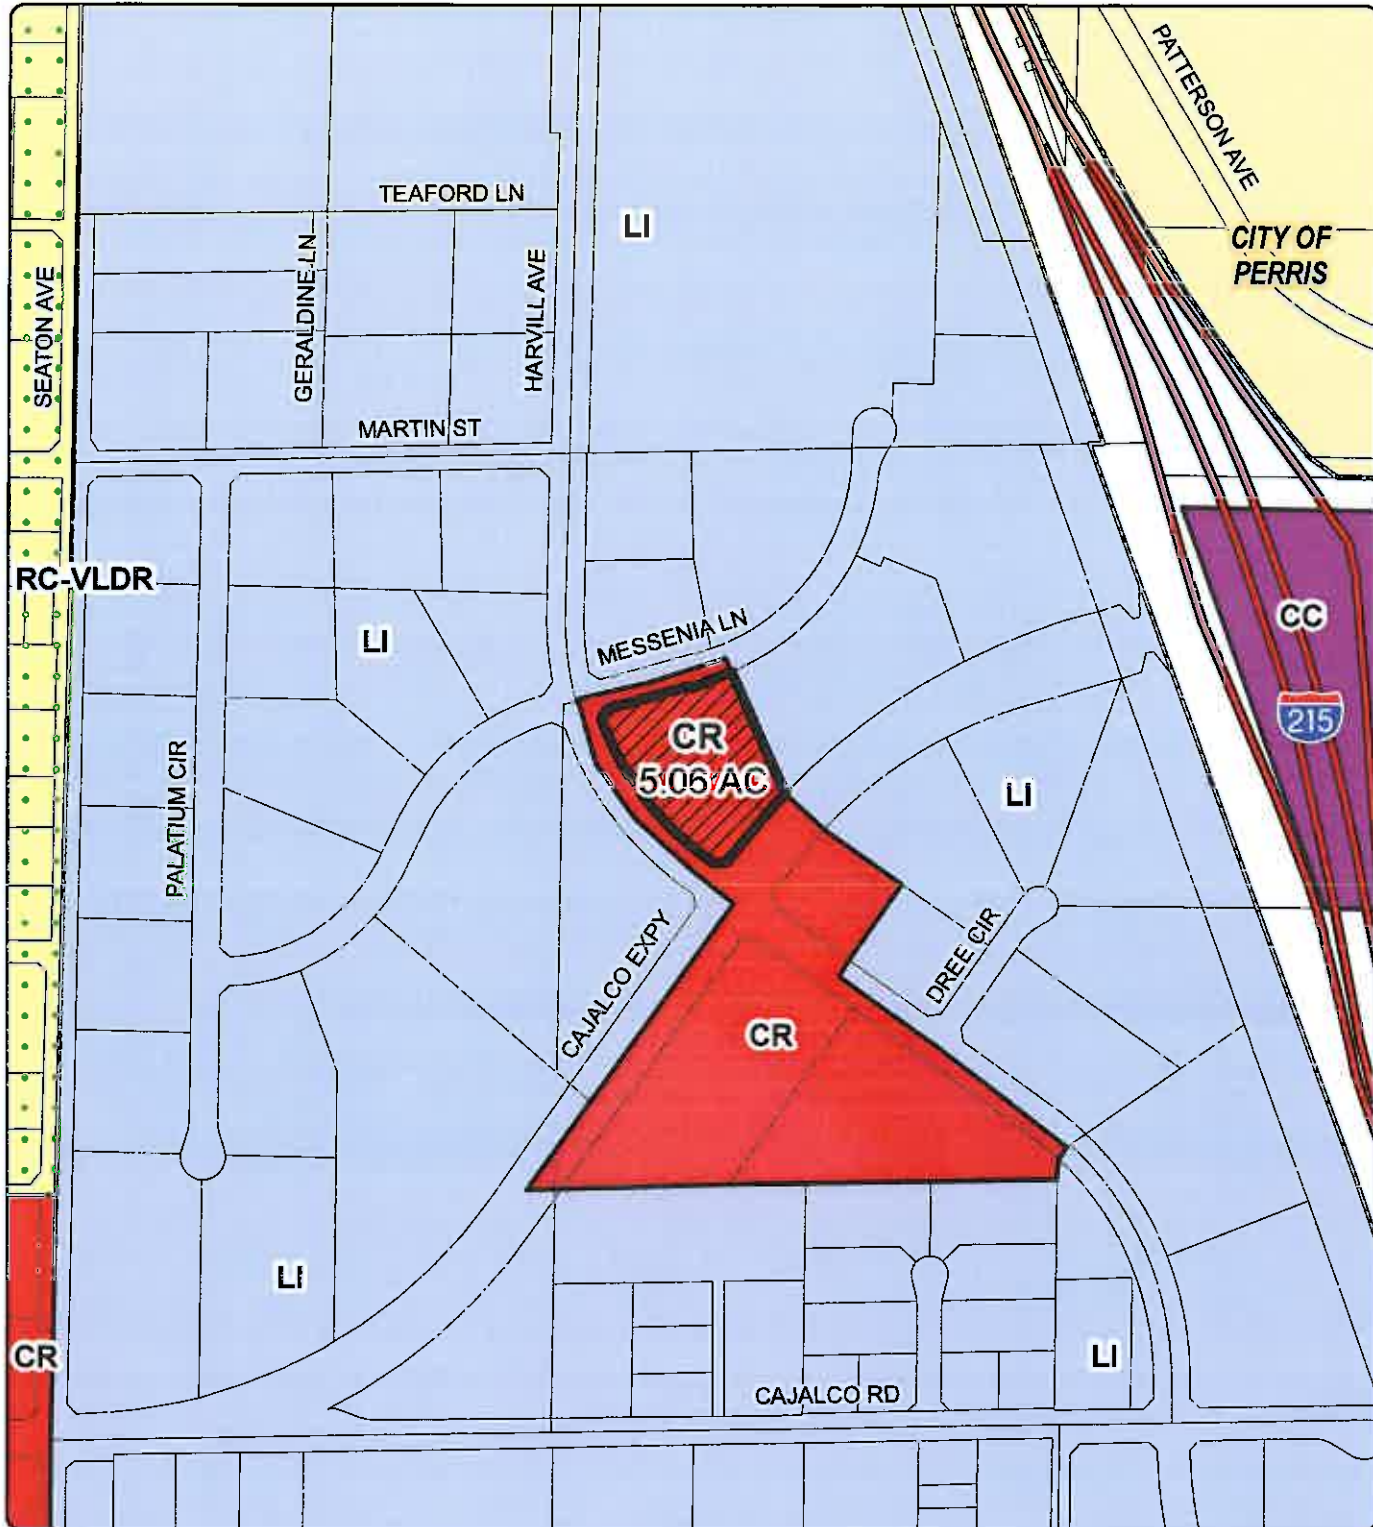 PATTERSON AVE
TEAFORD LN
LI
CITY OF
PERRIS
SEATON AVE
GERALDINE LN
HARVILL AVE
MARTIN ST
RC-VLDR
CC
LI
MESSENIA LN
215
CR
5.06 AC
PALATIUM CIR
LI
CAJALCO EXPY
DREE CIR
CR
LI
CR
LI
CAJALCO RD